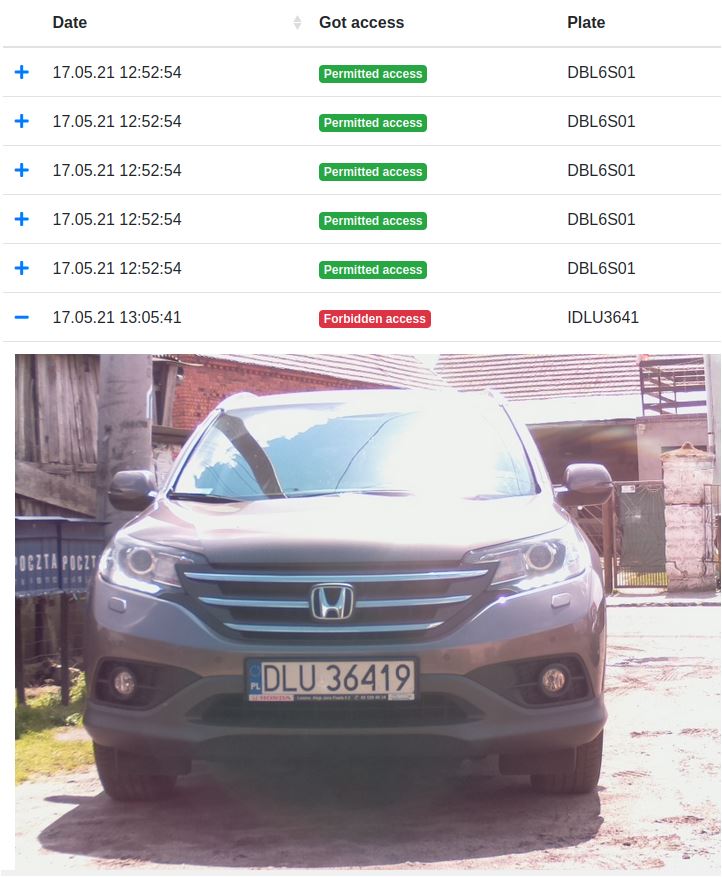 Date Got access Plate
17.05.21 12:52:54 Permitted access DBL6S01
17.05.21 12:52:54 Permitted access DBL6S01
17.05.21 12:52:54 Permitted access DBL6S01
17.05.21 12:52:54 Permitted access DBL6S01
17.05.21 12:52:54 Permitted access DBL6S01
17.05.21 13:05:41 Forbidden access IDLU3641
POCZTA POCZTA
PL DLU 36419
HONDA